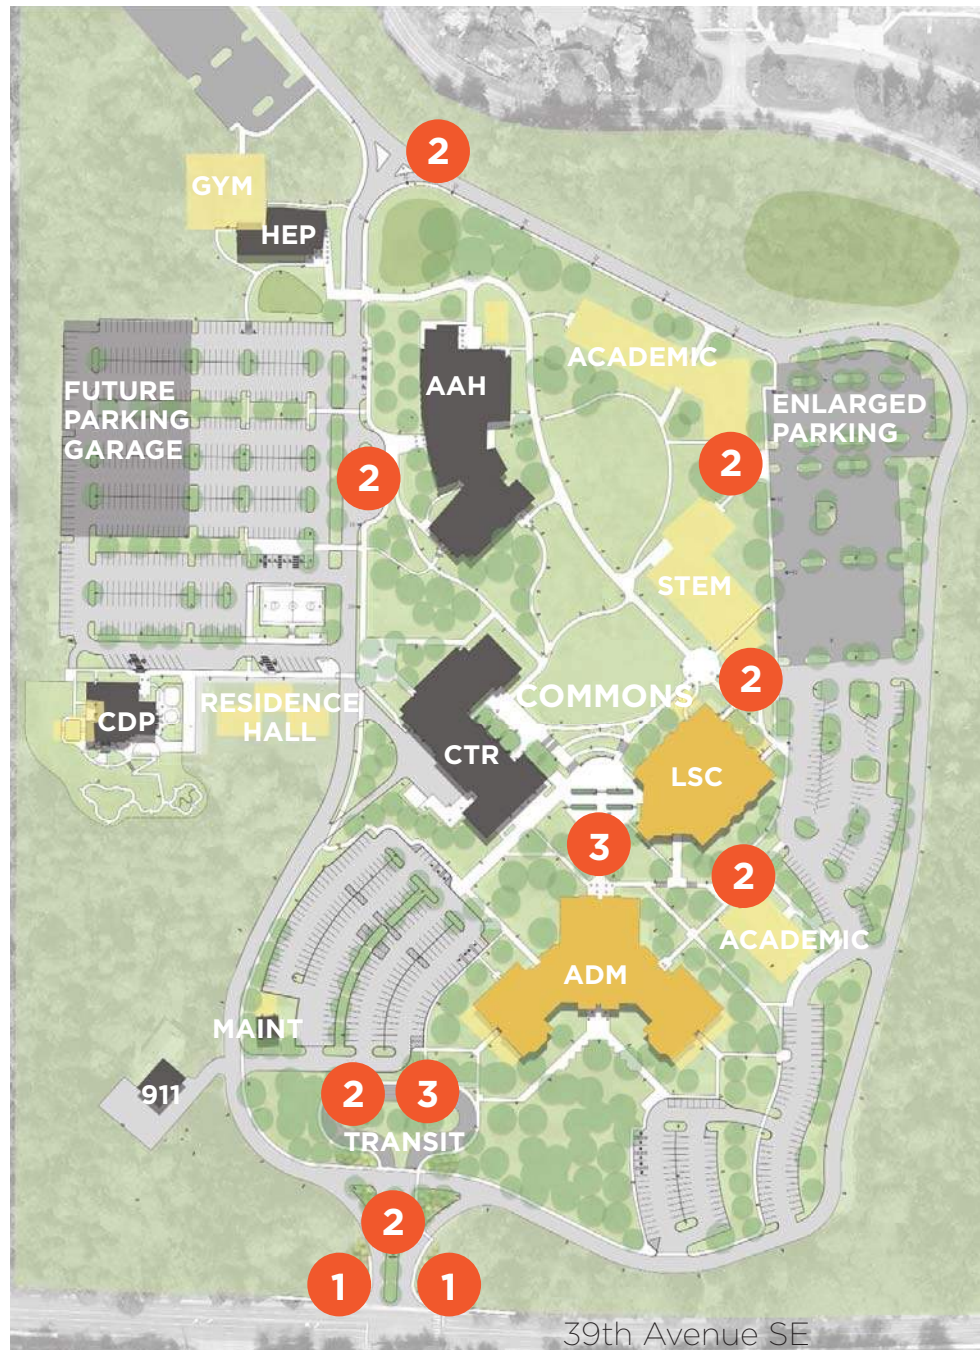 2
GYM
HEP
ACADEMIC
AAH
FUTURE
PARKING
GARAGE
ENLARGED
PARKING
2
2
STEM
2
COMMONS
RESIDENCE
HALL
CDP
CTR
LSC
3
2
ACADEMIC
ADM
MAINT
911
2
3
TRANSIT
2
1
1
39th Avenue SE